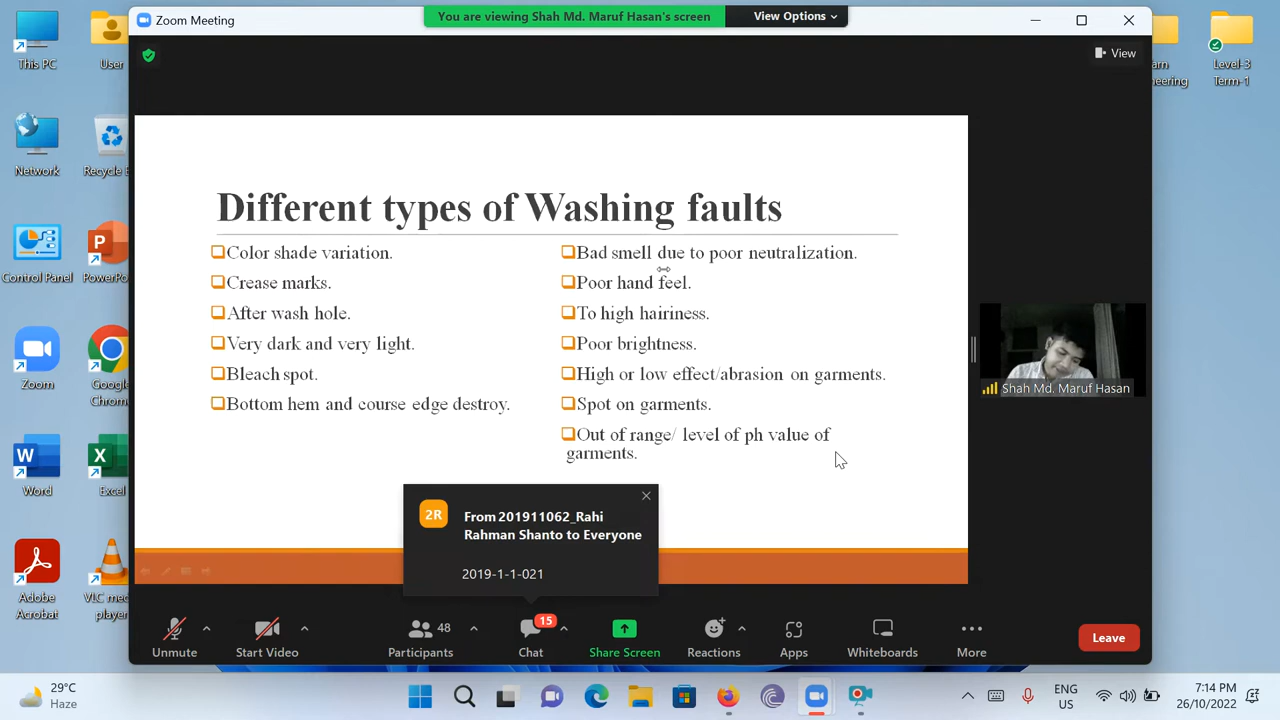 Zoom Meeting
You are viewing Shah Md. Maruf Hasan's screen
View Options
View
This PC
User
Network
Recycle
Control Panel
PowerPo
Zoom
Google
Chrome
Word
Excel
Adobe
Acrobat
VLC me
player
Level-3
Term-1
Different types of Washing faults
Color shade variation.
Crease marks.
After wash hole.
Very dark and very light.
Bleach spot.
Bottom hem and course edge destroy.
Bad smell due to poor neutralization.
Poor hand feel.
To high hairiness.
Poor brightness.
High or low effect/abrasion on garments.
Spot on garments.
Out of range/ level of ph value of
garments.
Shah Md. Maruf Hasan
2R
From 201911062_Rahi
Rahman Shanto to Everyone
2019-1-1-021
Unmute
Start Video
Participants
48
Chat
15
Share Screen
Reactions
Apps
Whiteboards
More
Leave
29°C
Haze
ENG
US
7:14 PM
26/10/2022